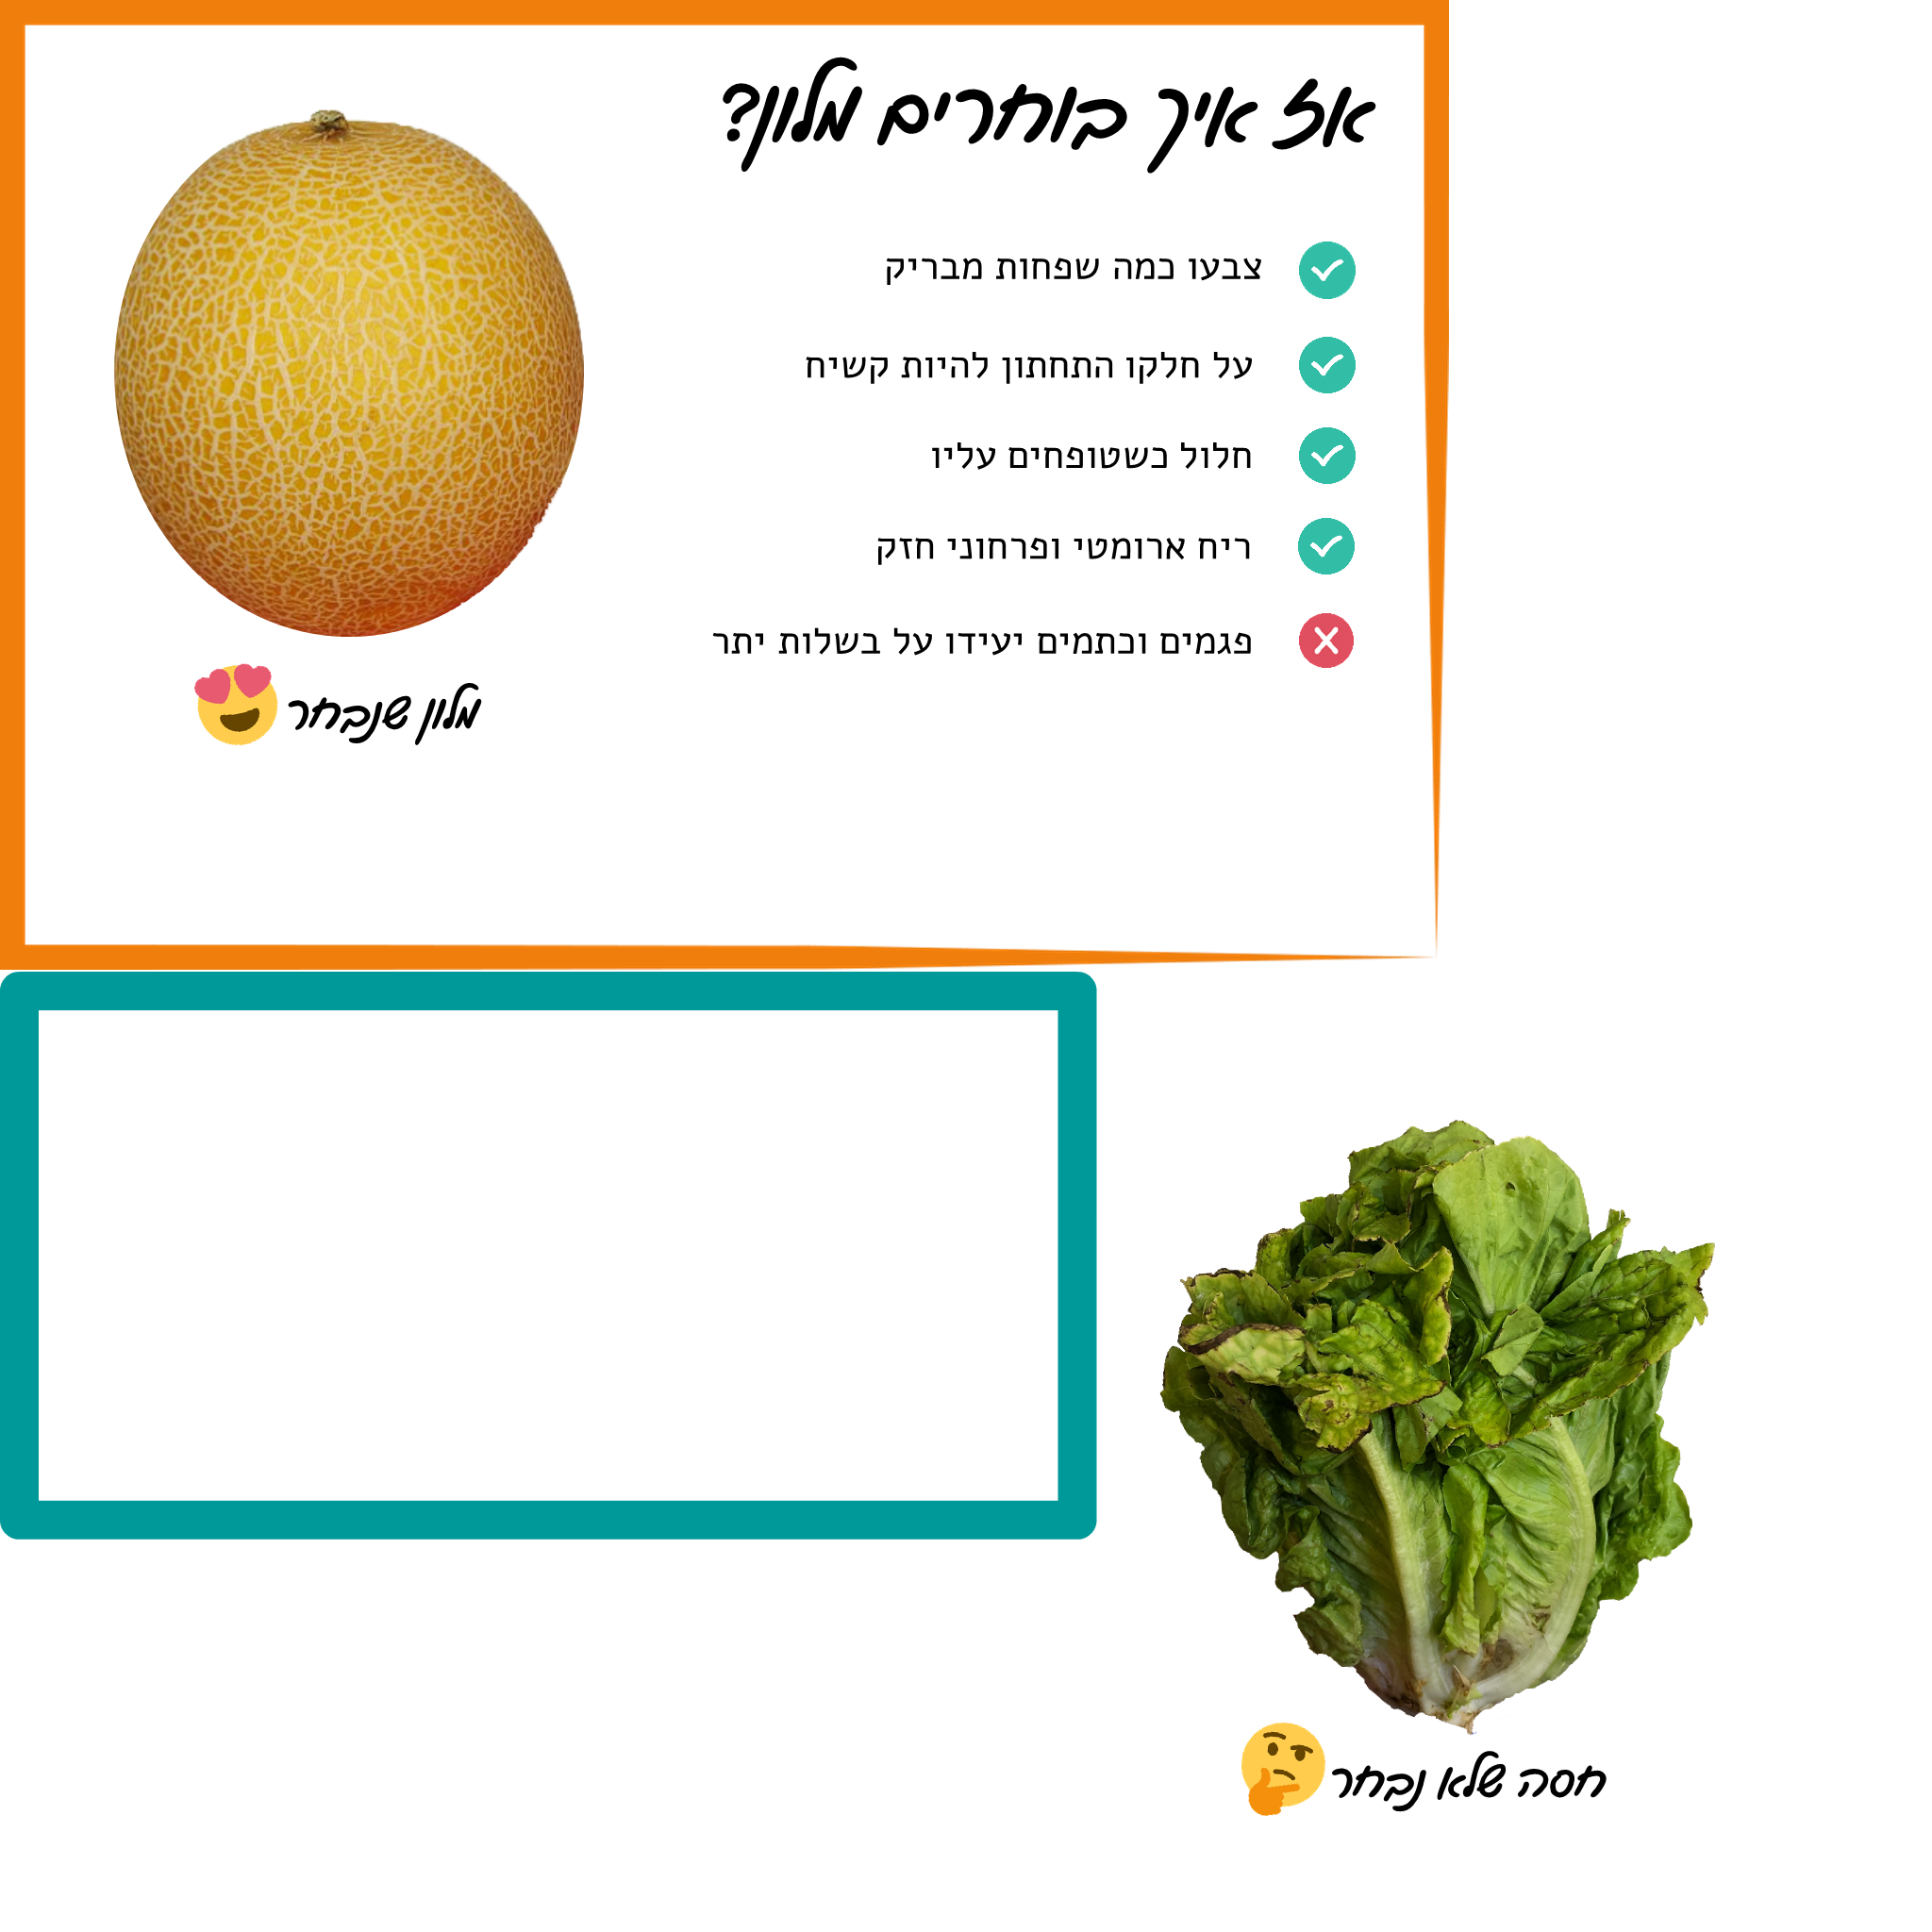 אז איך בוחרים מלון?
צבעו כמה שפחות מבריק
על חלקו התחתון להיות קשיח
חלול כשטופחים עליו
ריח ארומטי ופרחוני חזק
פגמים וכתמים יעידו על בשלות יתר
מלון שנבחר
חסה שלא נבחר